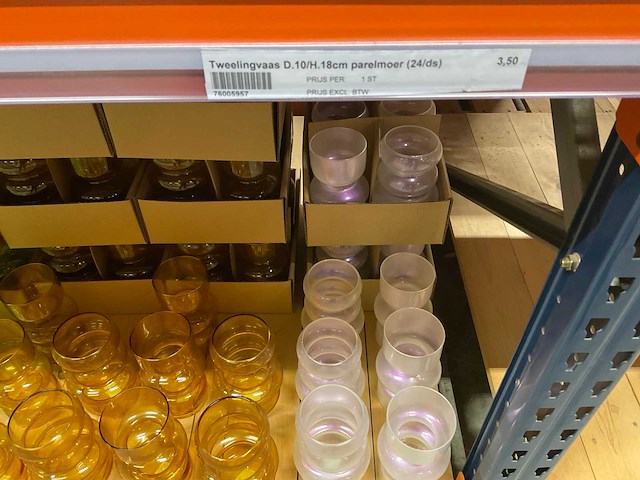 Tweelingvaas D.10/H.18cm parelmoer (24/ds) 3,50
PRIJS PER 1 ST
76005957 PRIJS EXCL. BTW